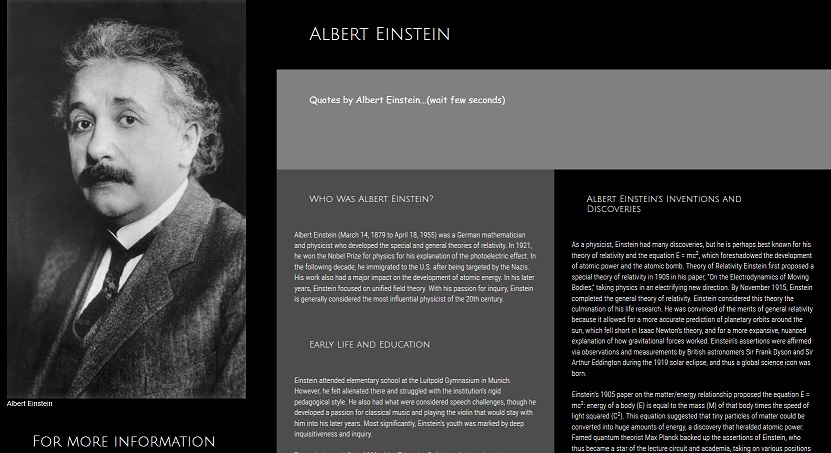 Albert Einstein
Quotes by Albert Einstein...(wait few seconds)
Albert Einstein
For more information
Who Was Albert Einstein?
Albert Einstein (March 14, 1879 to April 18, 1955) was a German mathematician
and physicist who developed the special and general theories of relativity. In 1921,
he won the Nobel Prize for physics for his explanation of the photoelectric effect. In
the following decade, he immigrated to the U.S. after being targeted by the Nazis.
His work also had a major impact on the development of atomic energy. In his later
years, Einstein focused on unified field theory. With his passion for inquiry, Einstein
is generally considered the most influential physicist of the 20th century.
Early Life and Education
Einstein attended elementary school at the Luitpold Gymnasium in Munich.
However, he felt alienated there and struggled with the institution's rigid
pedagogical style. He also had what were considered speech challenges, though he
developed a passion for classical music and playing the violin that would stay with
him into his later years. Most significantly, Einstein's youth was marked by deep
inquisitiveness and inquiry.
Albert Einstein's Inventions and
Discoveries
As a physicist, Einstein had many discoveries, but he is perhaps best known for his
theory of relativity and the equation E = mc², which foreshadowed the development
of atomic power and the atomic bomb. Theory of Relativity Einstein first proposed a
special theory of relativity in 1905 in his paper, "On the Electrodynamics of Moving
Bodies," taking physics in an electrifying new direction. By November 1915, Einstein
completed the general theory of relativity. Einstein considered this theory the
culmination of his life research. He was convinced of the merits of general relativity
because it allowed for a more accurate prediction of planetary orbits around the
sun, which fell short in Isaac Newton's theory, and for a more expansive, nuanced
explanation of how gravitational forces worked. Einstein's assertions were affirmed
via observations and measurements by British astronomers Sir Frank Dyson and Sir
Arthur Eddington during the 1919 solar eclipse, and thus a global science icon was
born.
Einstein's 1905 paper on the matter/energy relationship proposed the equation E =
mc²: energy of a body (E) is equal to the mass (M) of that body times the speed of
light squared (C²). This equation suggested that tiny particles of matter could be
converted into huge amounts of energy, a discovery that heralded atomic power.
Famed quantum theorist Max Planck backed up the assertions of Einstein, who
thus became a star of the lecture circuit and academia, taking on various positions